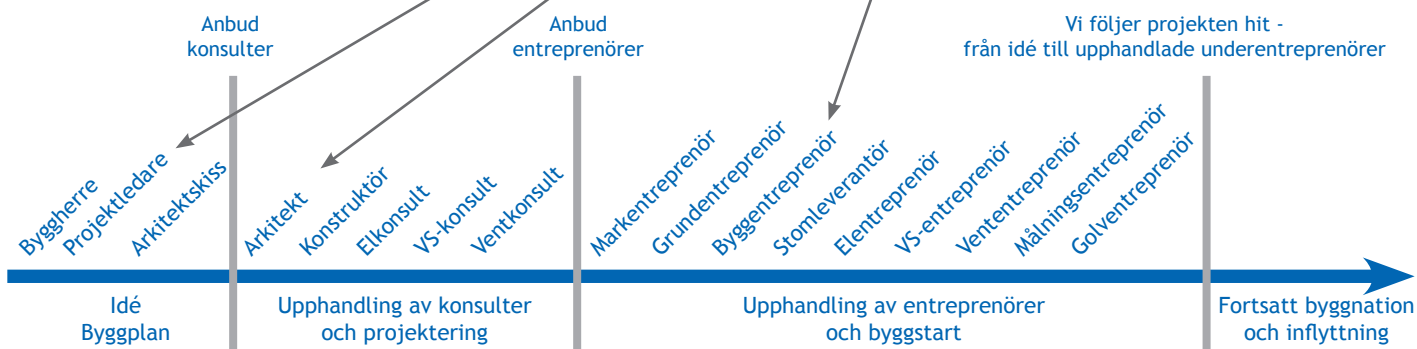 Anbud
konsulter
Anbud
entreprenörer
Vi följer projekten hit -
från idé till upphandlade underentreprenörer
Byggherre
Projektledare
Arkitektskiss
Arkitekt
Konstruktör
Elkonsult
VS-konsult
Ventkonsult
Markentreprenör
Grundentreprenör
Byggentreprenör
Stomleverantör
Elentreprenör
VS-entreprenör
Vententreprenör
Målningsentreprenör
Golventreprenör
Idé
Byggplan
Upphandling av konsulter
och projektering
Upphandling av entreprenörer
och byggstart
Fortsatt byggnation
och inflyttning